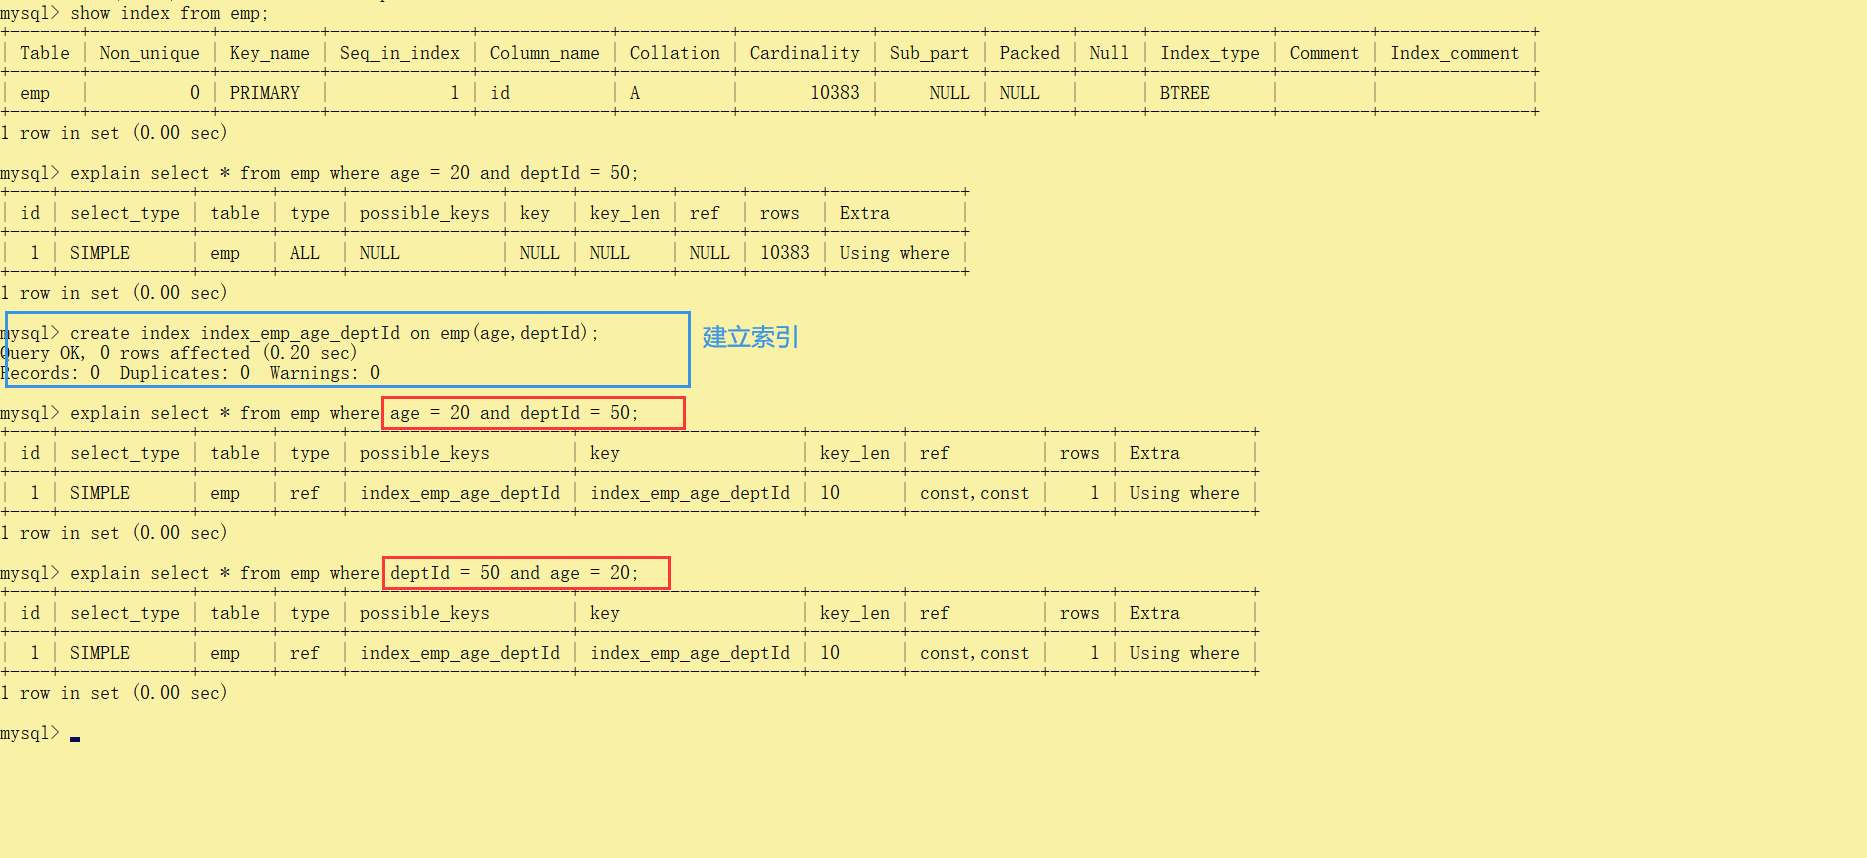 mysql> show index from emp;
| Table | Non_unique | Key_name | Seq_in_index | Column_name | Collation | Cardinality | Sub_part | Packed | Null | Index_type | Comment | Index_comment |
| emp | 0 | PRIMARY | 1 | id | A | 10383 | NULL | NULL | | BTREE | | |
1 row in set (0.00 sec)
mysql> explain select * from emp where age = 20 and deptId = 50;
| id | select_type | table | type | possible_keys | key | key_len | ref | rows | Extra |
| 1 | SIMPLE | emp | ALL | NULL | NULL | NULL | NULL | 10383 | Using where |
1 row in set (0.00 sec)
mysql> create index index_emp_age_deptId on emp(age,deptId);
建立索引
Query OK, 0 rows affected (0.20 sec)
Records: 0 Duplicates: 0 Warnings: 0
mysql> explain select * from emp where age = 20 and deptId = 50;
| id | select_type | table | type | possible_keys | key | key_len | ref | rows | Extra |
| 1 | SIMPLE | emp | ref | index_emp_age_deptId | index_emp_age_deptId | 10 | const,const | 1 | Using where |
1 row in set (0.00 sec)
mysql> explain select * from emp where deptId = 50 and age = 20;
| id | select_type | table | type | possible_keys | key | key_len | ref | rows | Extra |
| 1 | SIMPLE | emp | ref | index_emp_age_deptId | index_emp_age_deptId | 10 | const,const | 1 | Using where |
1 row in set (0.00 sec)
mysql>